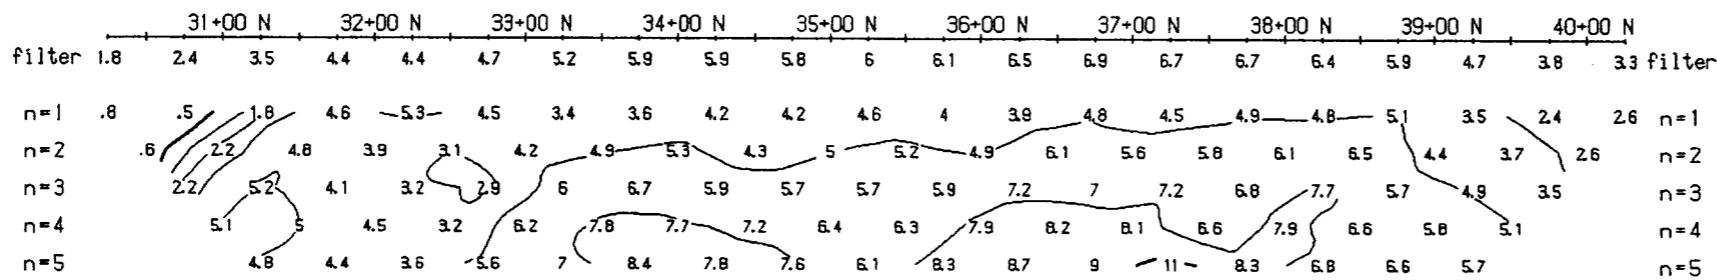 31+00 N 32+00 N 33+00 N 34+00 N 35+00 N 36+00 N 37+00 N 38+00 N 39+00 N 40+00 N
filter 1.8 2.4 3.5 4.4 4.4 4.7 5.2 5.9 5.9 5.8 6 6.1 6.5 6.9 6.7 6.7 6.4 5.9 4.7 3.8 3.3 filter
n=1 .8 .5 1.8 4.6 5.3 4.5 3.4 3.6 4.2 4.2 4.6 4 3.9 4.8 4.5 4.9 4.8 5.1 3.5 2.4 2.6 n=1
n=2 .6 2.2 4.8 3.9 3.1 4.2 4.9 5.3 4.3 5 5.2 4.9 6.1 5.6 5.8 6.1 6.5 4.4 3.7 2.6 n=2
n=3 2.2 5.2 4.1 3.2 2.9 6 6.7 5.9 5.7 5.7 5.9 7.2 7 7.2 6.8 7.7 5.7 4.9 3.5 n=3
n=4 5.1 5 4.5 3.2 6.2 7.8 7.7 7.2 6.4 6.3 7.9 8.2 8.1 6.6 7.9 6.6 5.8 5.1 n=4
n=5 4.8 4.4 3.6 5.6 7 8.4 7.8 7.6 6.1 8.3 8.7 9 11 8.3 6.8 6.6 5.7 n=5